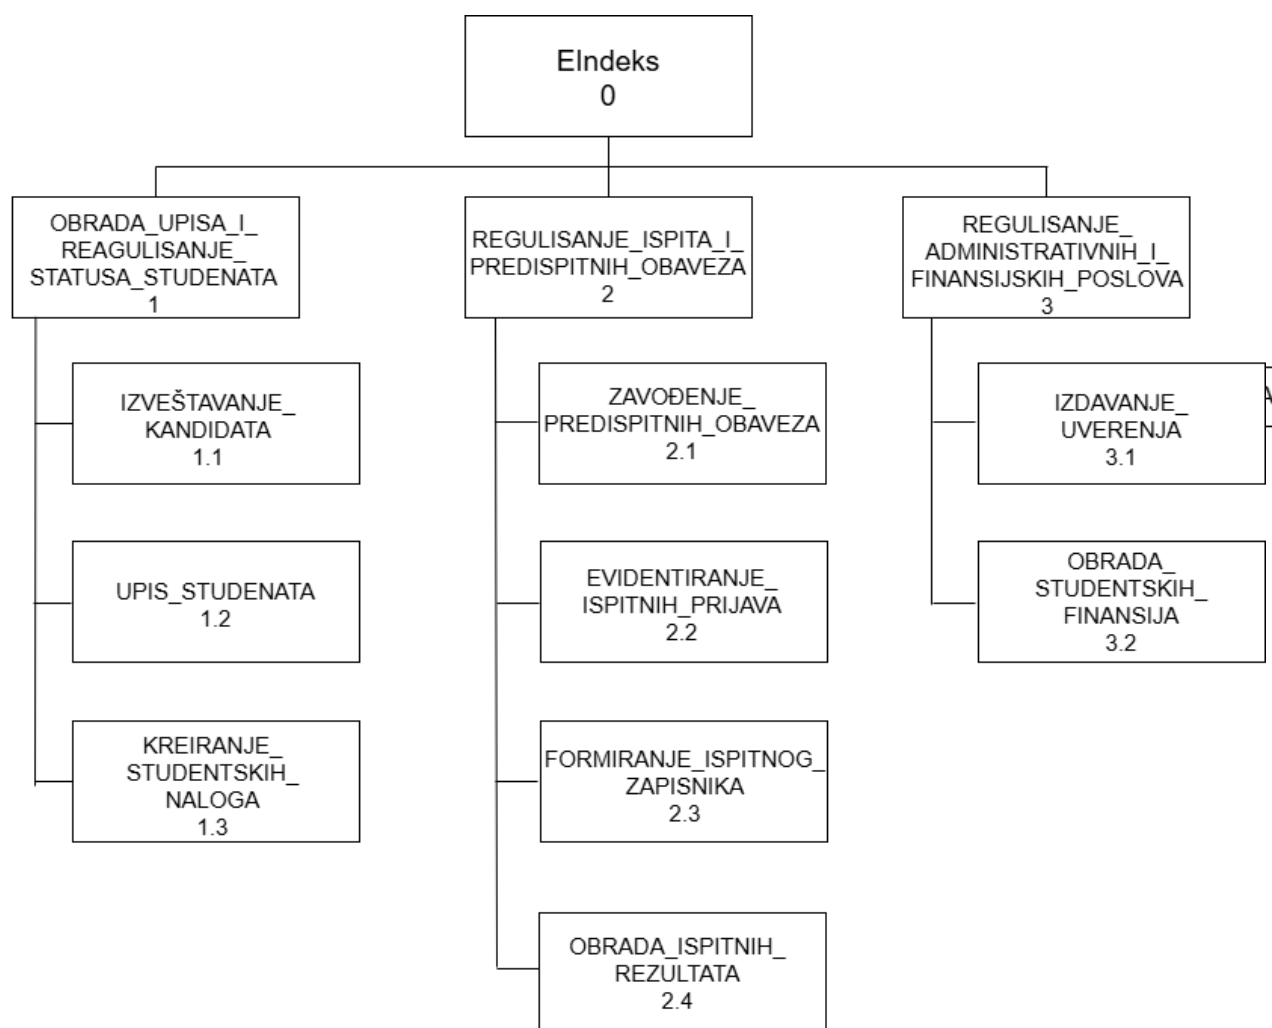 EIndeks
0
OBRADA_UPISA_I_
REAGULISANJE_
STATUSA_STUDENATA
1
REGULISANJE_ISPITA_I_
PREDISPITNIH_OBAVEZA
2
REGULISANJE_
ADMINISTRATIVNIH_I_
FINANSIJSKIH_POSLOVA
3
IZVEŠTAVANJE_
KANDIDATA
1.1
ZAVOĐENJE_
PREDISPITNIH_OBAVEZA
2.1
IZDAVANJE_
UVERENJA
3.1
UPIS_STUDENATA
1.2
EVIDENTIRANJE_
ISPITNIH_PRIJAVA
2.2
OBRADA_
STUDENTSKIH_
FINANSIJA
3.2
KREIRANJE_
STUDENTSKIH_
NALOGA
1.3
FORMIRANJE_ISPITNOG_
ZAPISNIKA
2.3
OBRADA_ISPITNIH_
REZULTATA
2.4